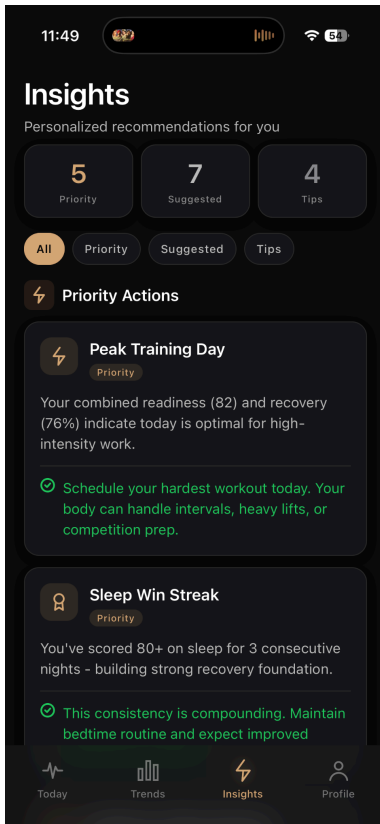 11:49
54
Insights
Personalized recommendations for you
5
Priority
7
Suggested
4
Tips
All
Priority
Suggested
Tips
Priority Actions
Peak Training Day
Priority
Your combined readiness (82) and recovery
(76%) indicate today is optimal for high-
intensity work.
Schedule your hardest workout today. Your
body can handle intervals, heavy lifts, or
competition prep.
Sleep Win Streak
Priority
You've scored 80+ on sleep for 3 consecutive
nights - building strong recovery foundation.
This consistency is compounding. Maintain
bedtime routine and expect improved
Today
Trends
Insights
Profile